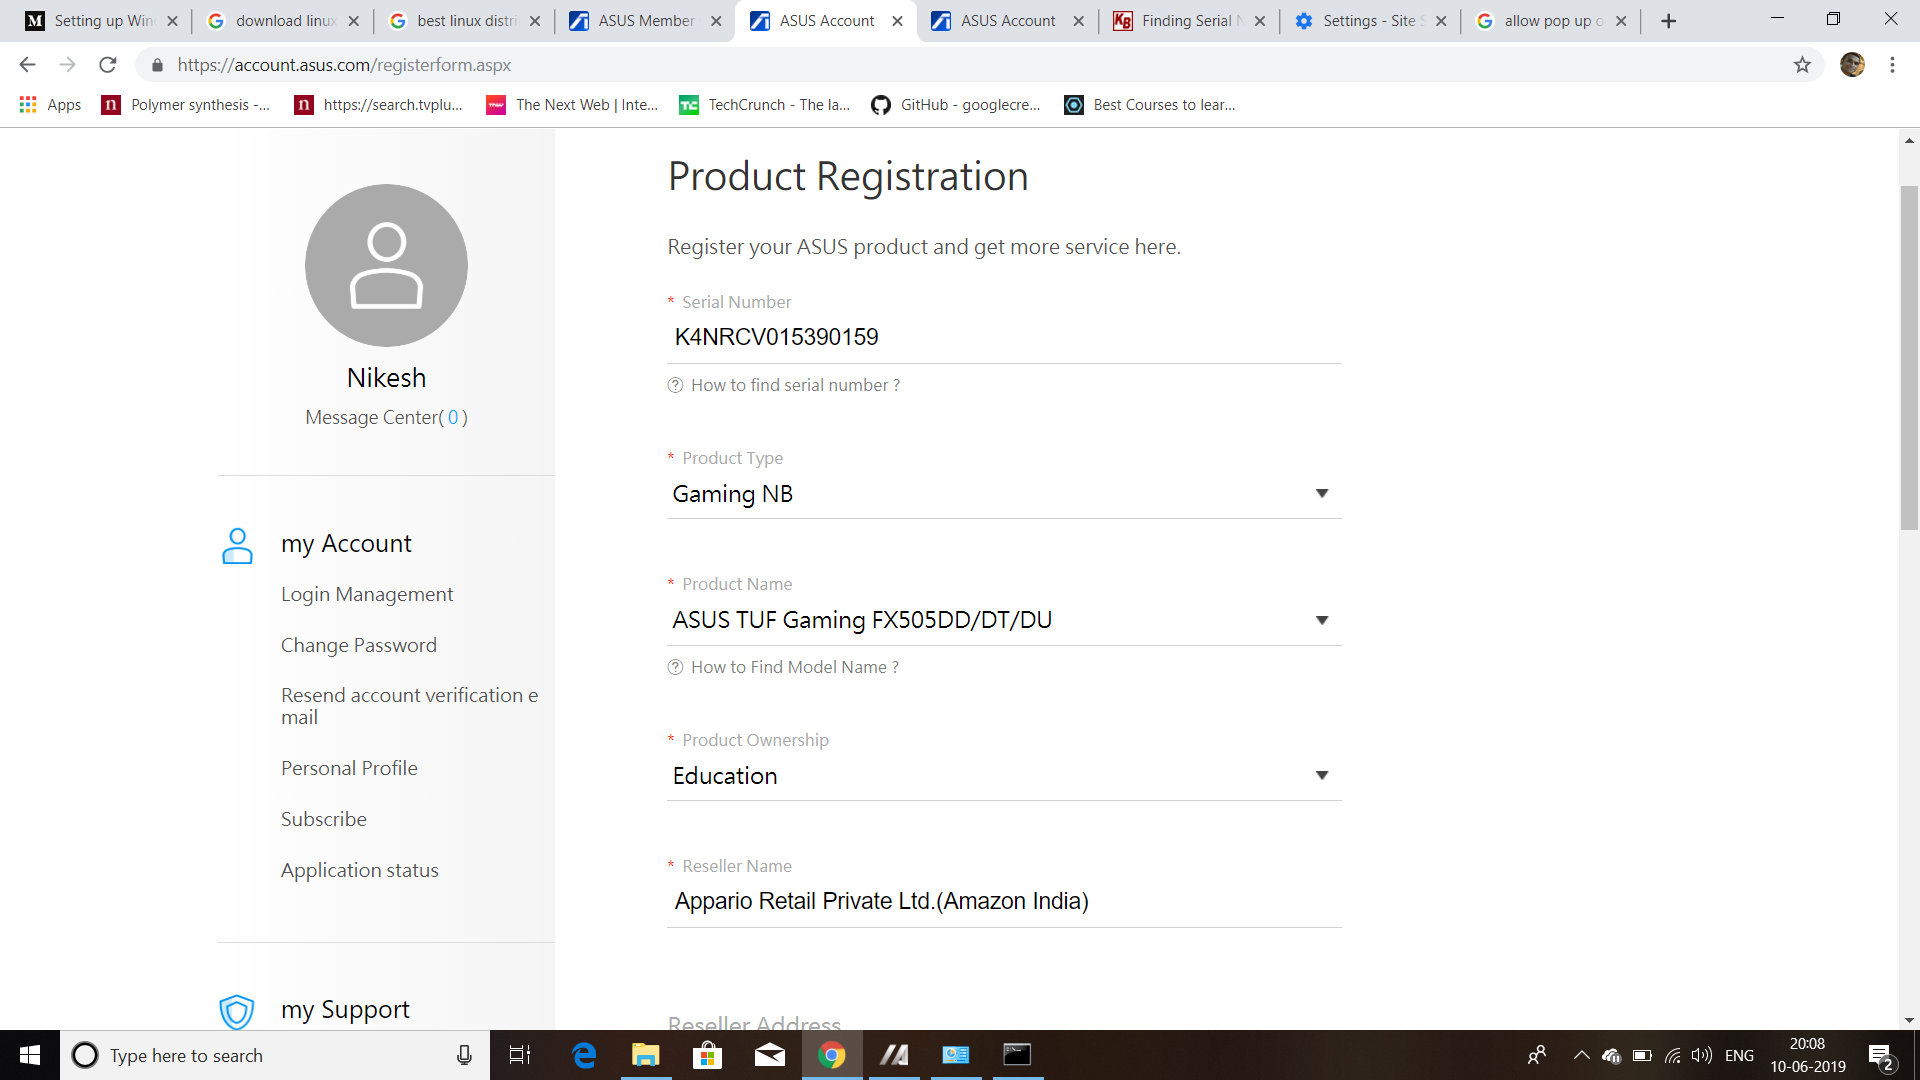 Setting up Win
download linux
best linux distri
ASUS Member
ASUS Account
ASUS Account
Finding Serial N
Settings - Site S
allow pop up o
https://account.asus.com/registerform.aspx
Apps
Polymer synthesis -...
https://search.tvplu...
The Next Web | Inte...
TechCrunch - The la...
GitHub - googlecre...
Best Courses to lear...
Nikesh
Message Center( 0 )
my Account
Login Management
Change Password
Resend account verification e
mail
Personal Profile
Subscribe
Application status
my Support
Product Registration
Register your ASUS product and get more service here.
* Serial Number
K4NRCV015390159
? How to find serial number ?
* Product Type
Gaming NB
* Product Name
ASUS TUF Gaming FX505DD/DT/DU
? How to Find Model Name ?
* Product Ownership
Education
* Reseller Name
Appario Retail Private Ltd.(Amazon India)
Reseller Address
Type here to search
ENG
20:08
10-06-2019
2